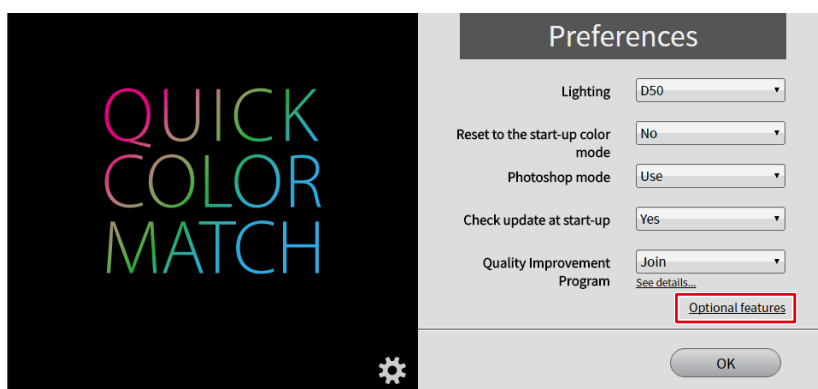 QUICK
COLOR
MATCH
Preferences
Lighting D50
Reset to the start-up color
mode No
Photoshop mode Use
Check update at start-up Yes
Quality Improvement
Program Join
See details...
Optional features
OK